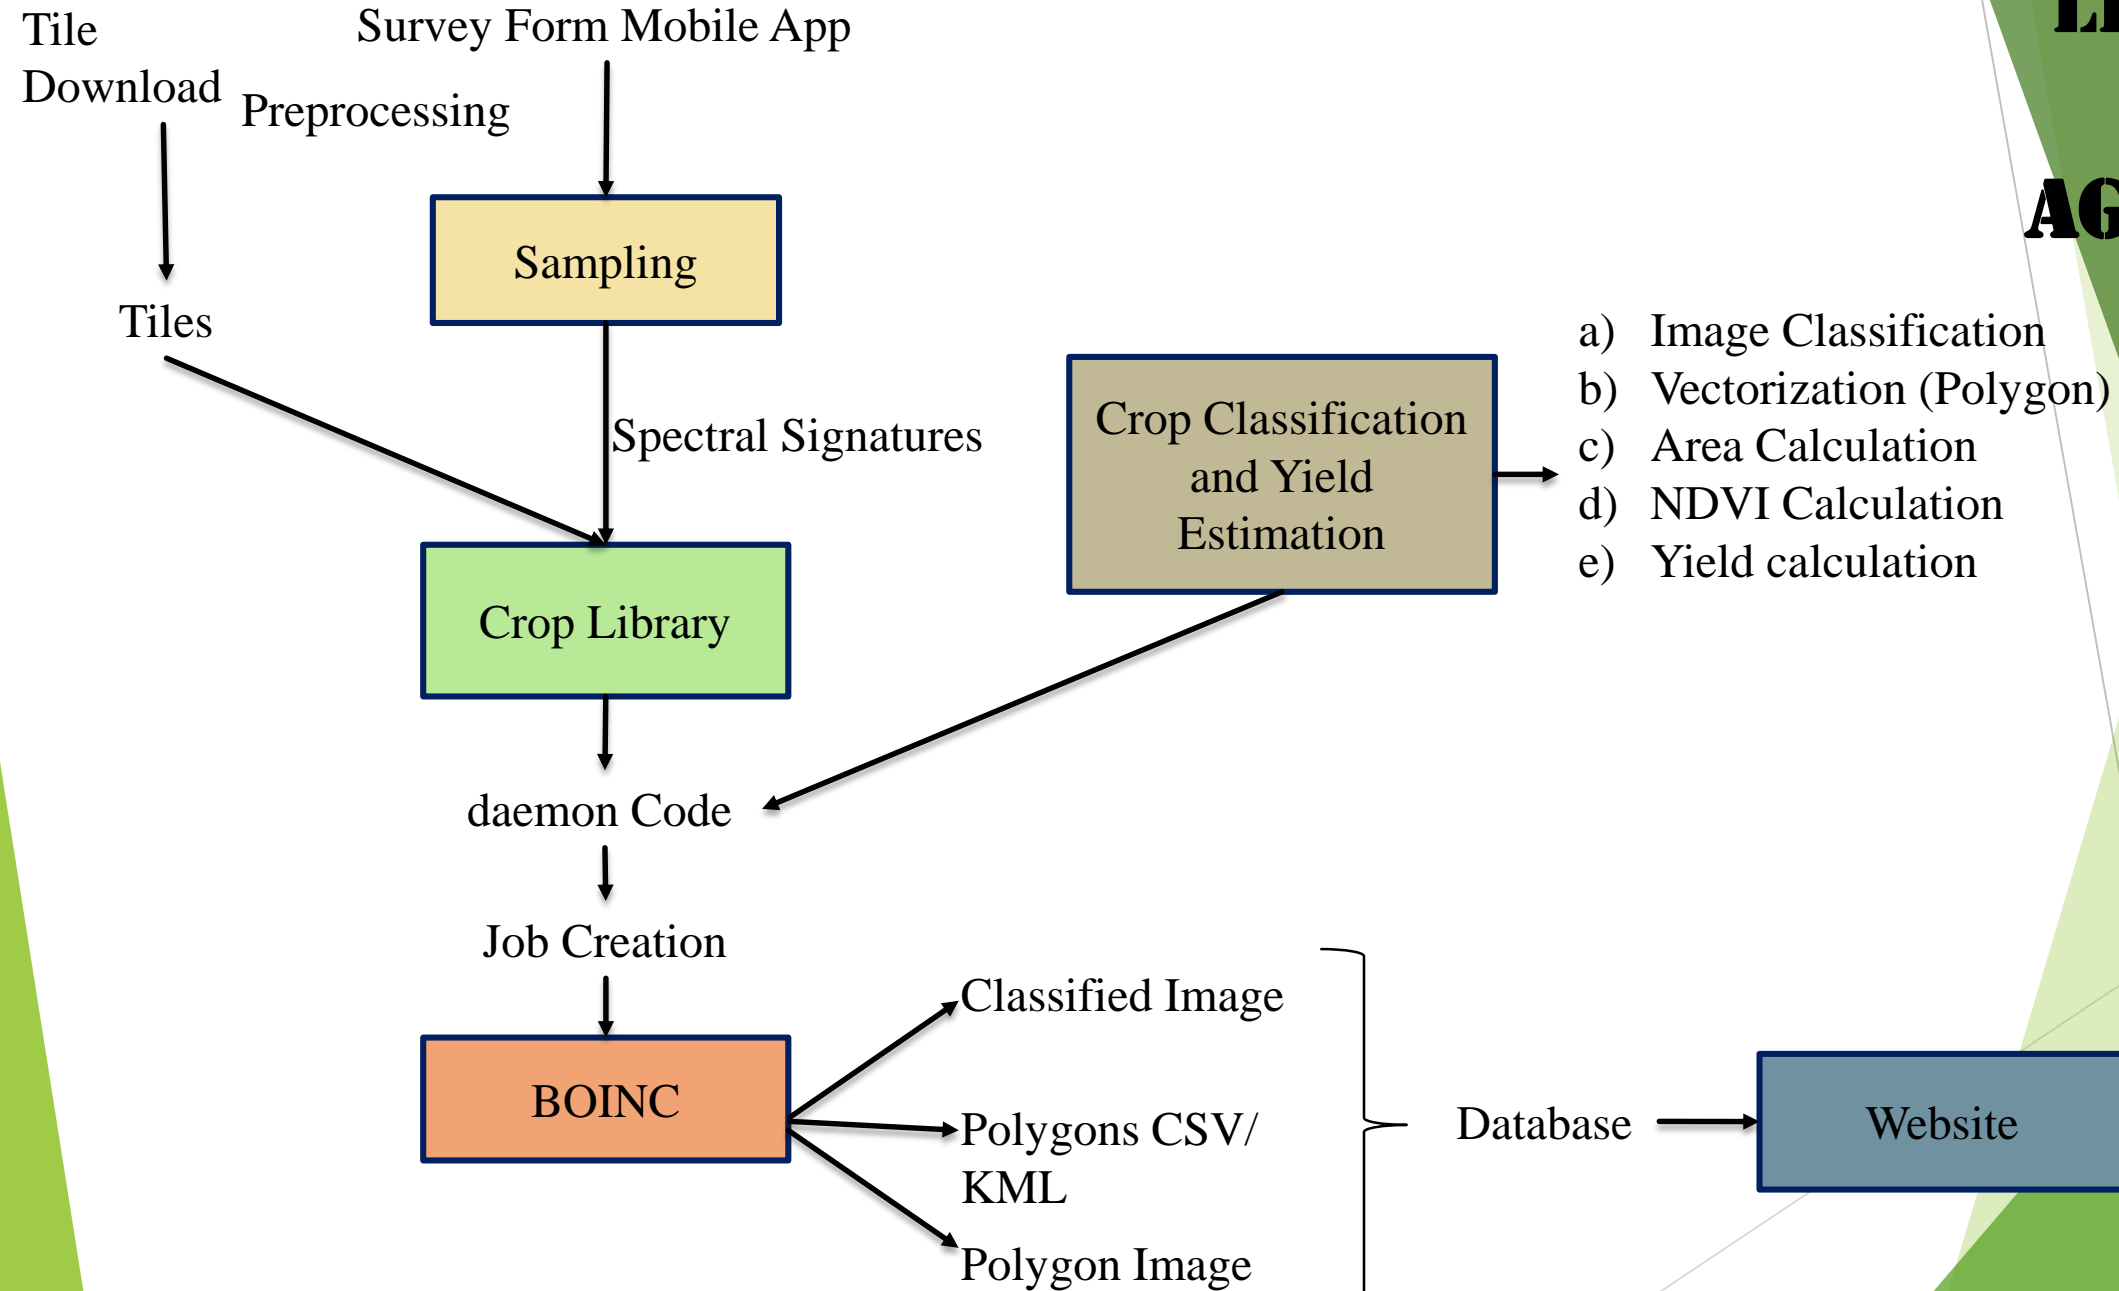 Tile
Download
Survey Form Mobile App
Preprocessing
Sampling
Tiles
Spectral Signatures
Crop Classification
and Yield
Estimation
a) Image Classification
b) Vectorization (Polygon)
c) Area Calculation
d) NDVI Calculation
e) Yield calculation
Crop Library
daemon Code
Job Creation
BOINC
Classified Image
Polygons CSV/
KML
Polygon Image
Database
Website
AG